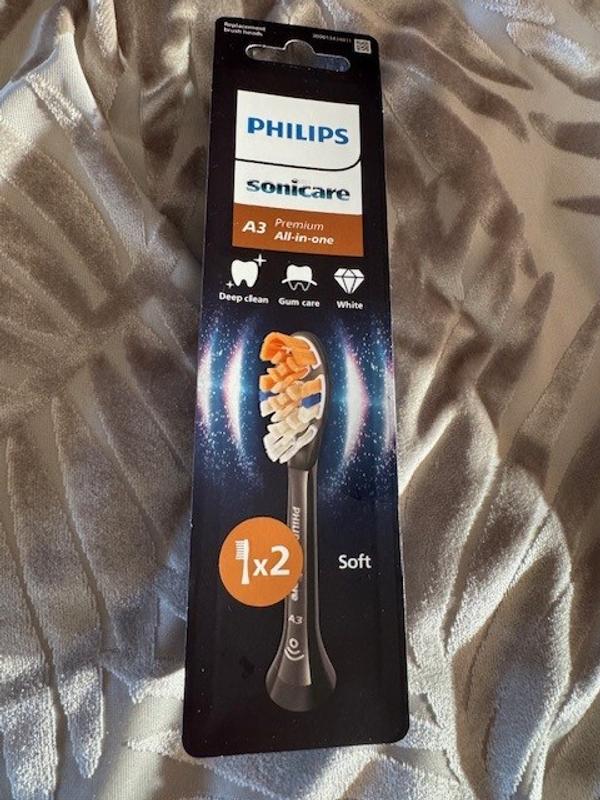 Replacement
brush heads
PHILIPS
sonicare
A3 Premium
All-in-one
Deep clean Gum care White
x2
Soft
PHILIPS
A3